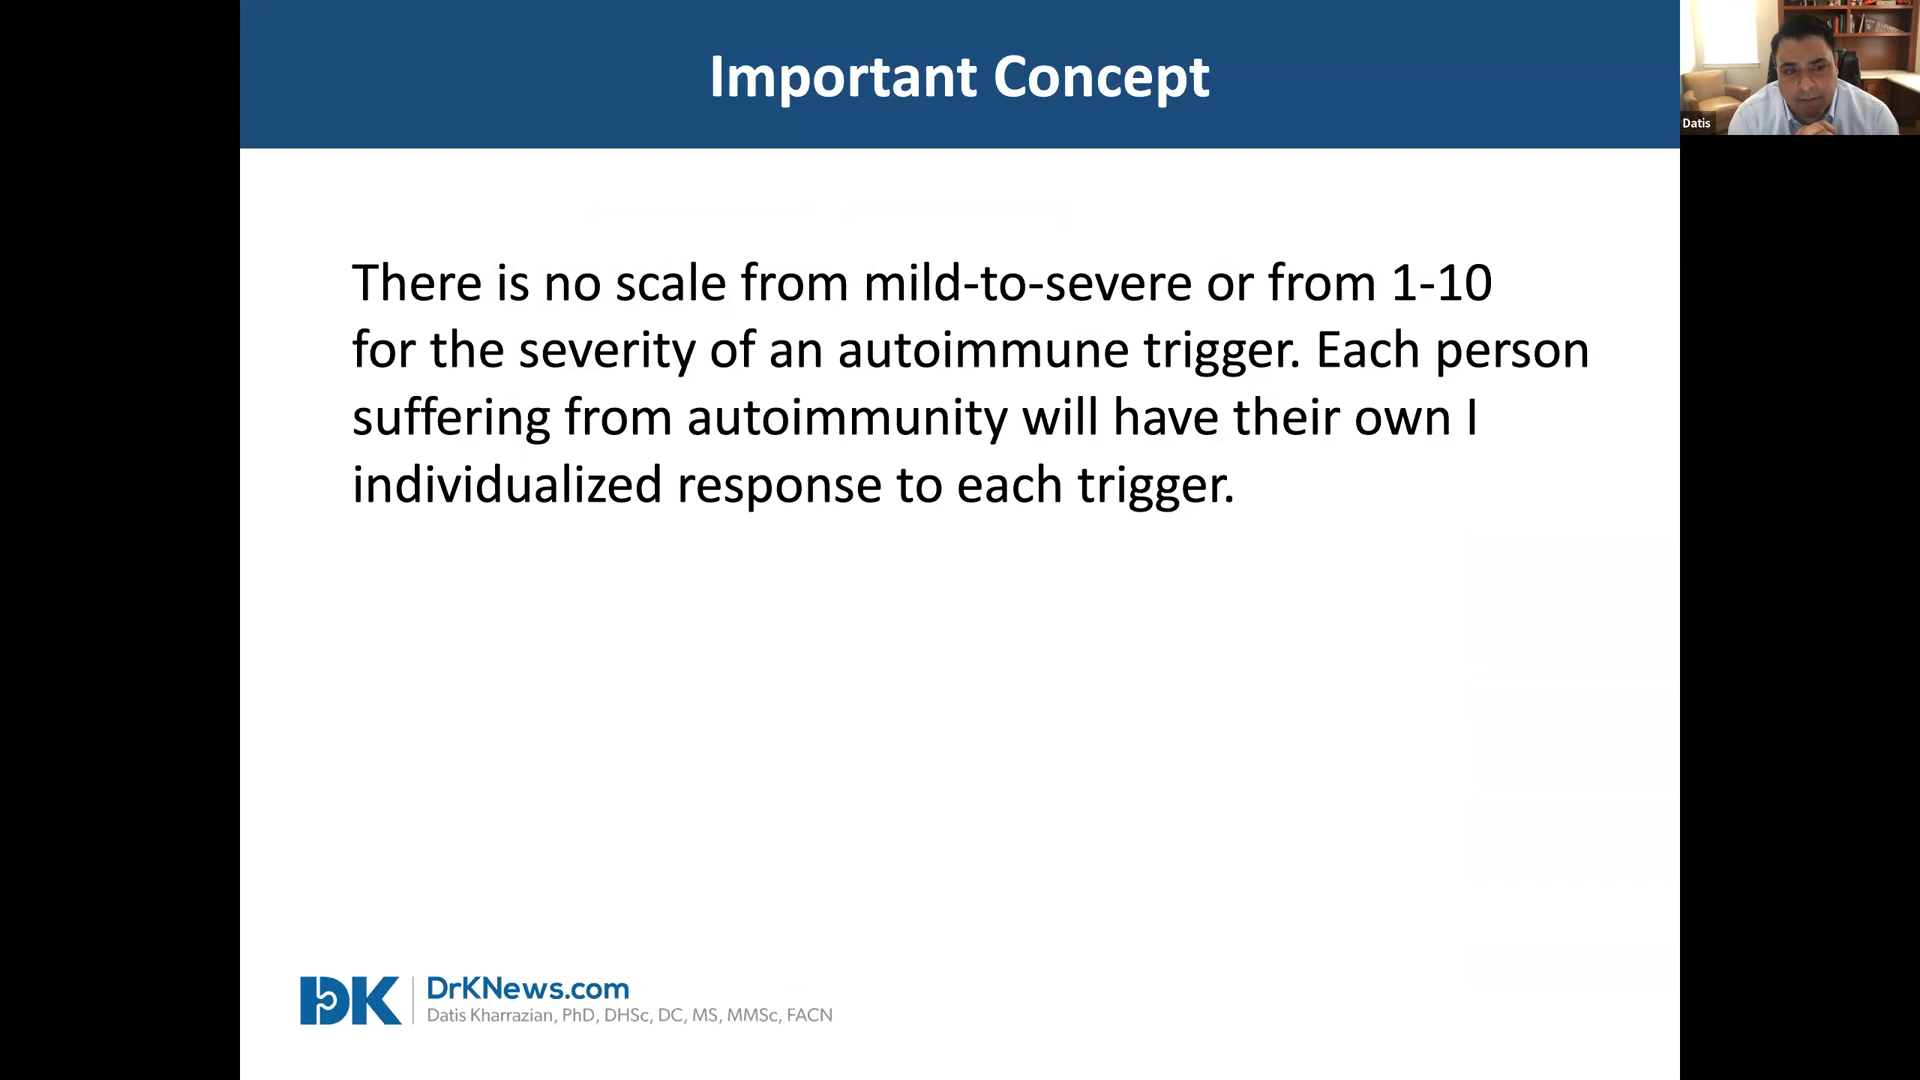 Important Concept
Datis
There is no scale from mild-to-severe or from 1-10
for the severity of an autoimmune trigger. Each person
suffering from autoimmunity will have their own I
individualized response to each trigger.
DK
DrKNews.com
Datis Kharrazian, PhD, DHSc, DC, MS, MMSc, FACN